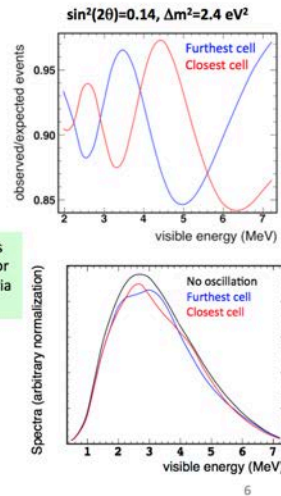 sin²(2θ)=0.14, Δm²=2.4 eV²
observed/expected events
0.95
0.90
0.85
Furthest cell
Closest cell
2 3 4 5 6 7
visible energy (MeV)
s
or
ria
Spectra (arbitrary normalization)
No oscillation
Furthest cell
Closest cell
1 2 3 4 5 6 7
visible energy (MeV)
6